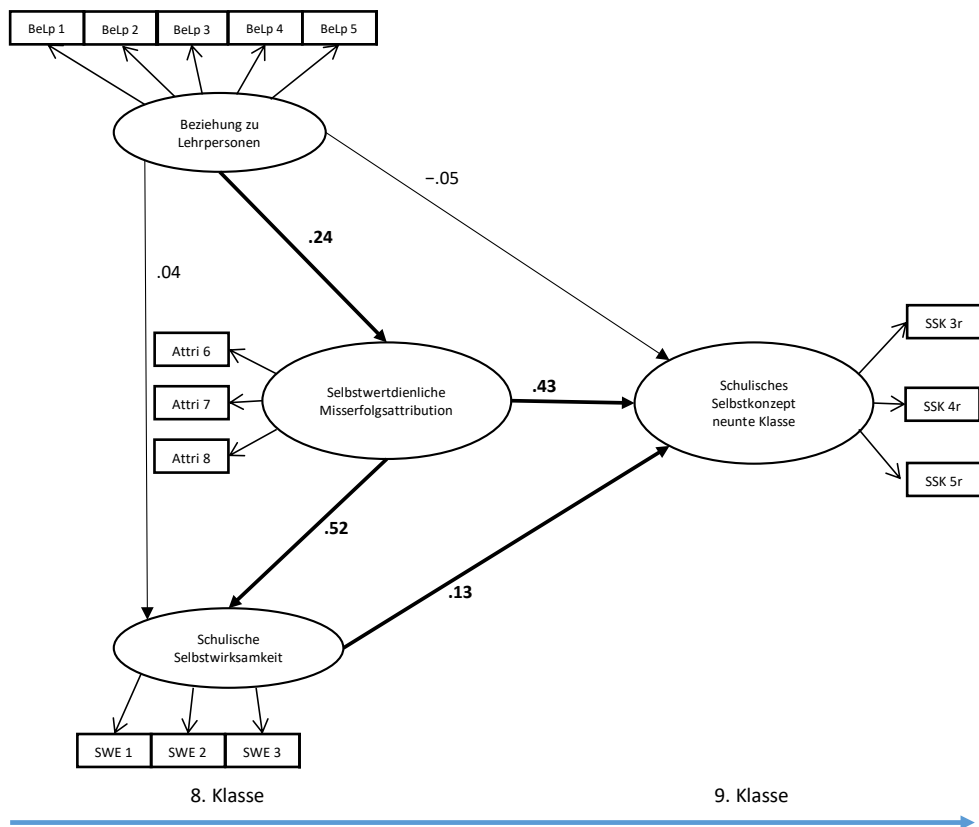 BeLp 1
BeLp 2
BeLp 3
BeLp 4
BeLp 5
Beziehung zu
Lehrpersonen
−.05
.24
.04
SSK 3r
Attri 6
Attri 7
Attri 8
Selbstwertdienliche
Misserfolgsattribution
.43
Schulisches
Selbstkonzept
neunte Klasse
SSK 4r
SSK 5r
.52
.13
Schulische
Selbstwirksamkeit
SWE 1
SWE 2
SWE 3
8. Klasse
9. Klasse